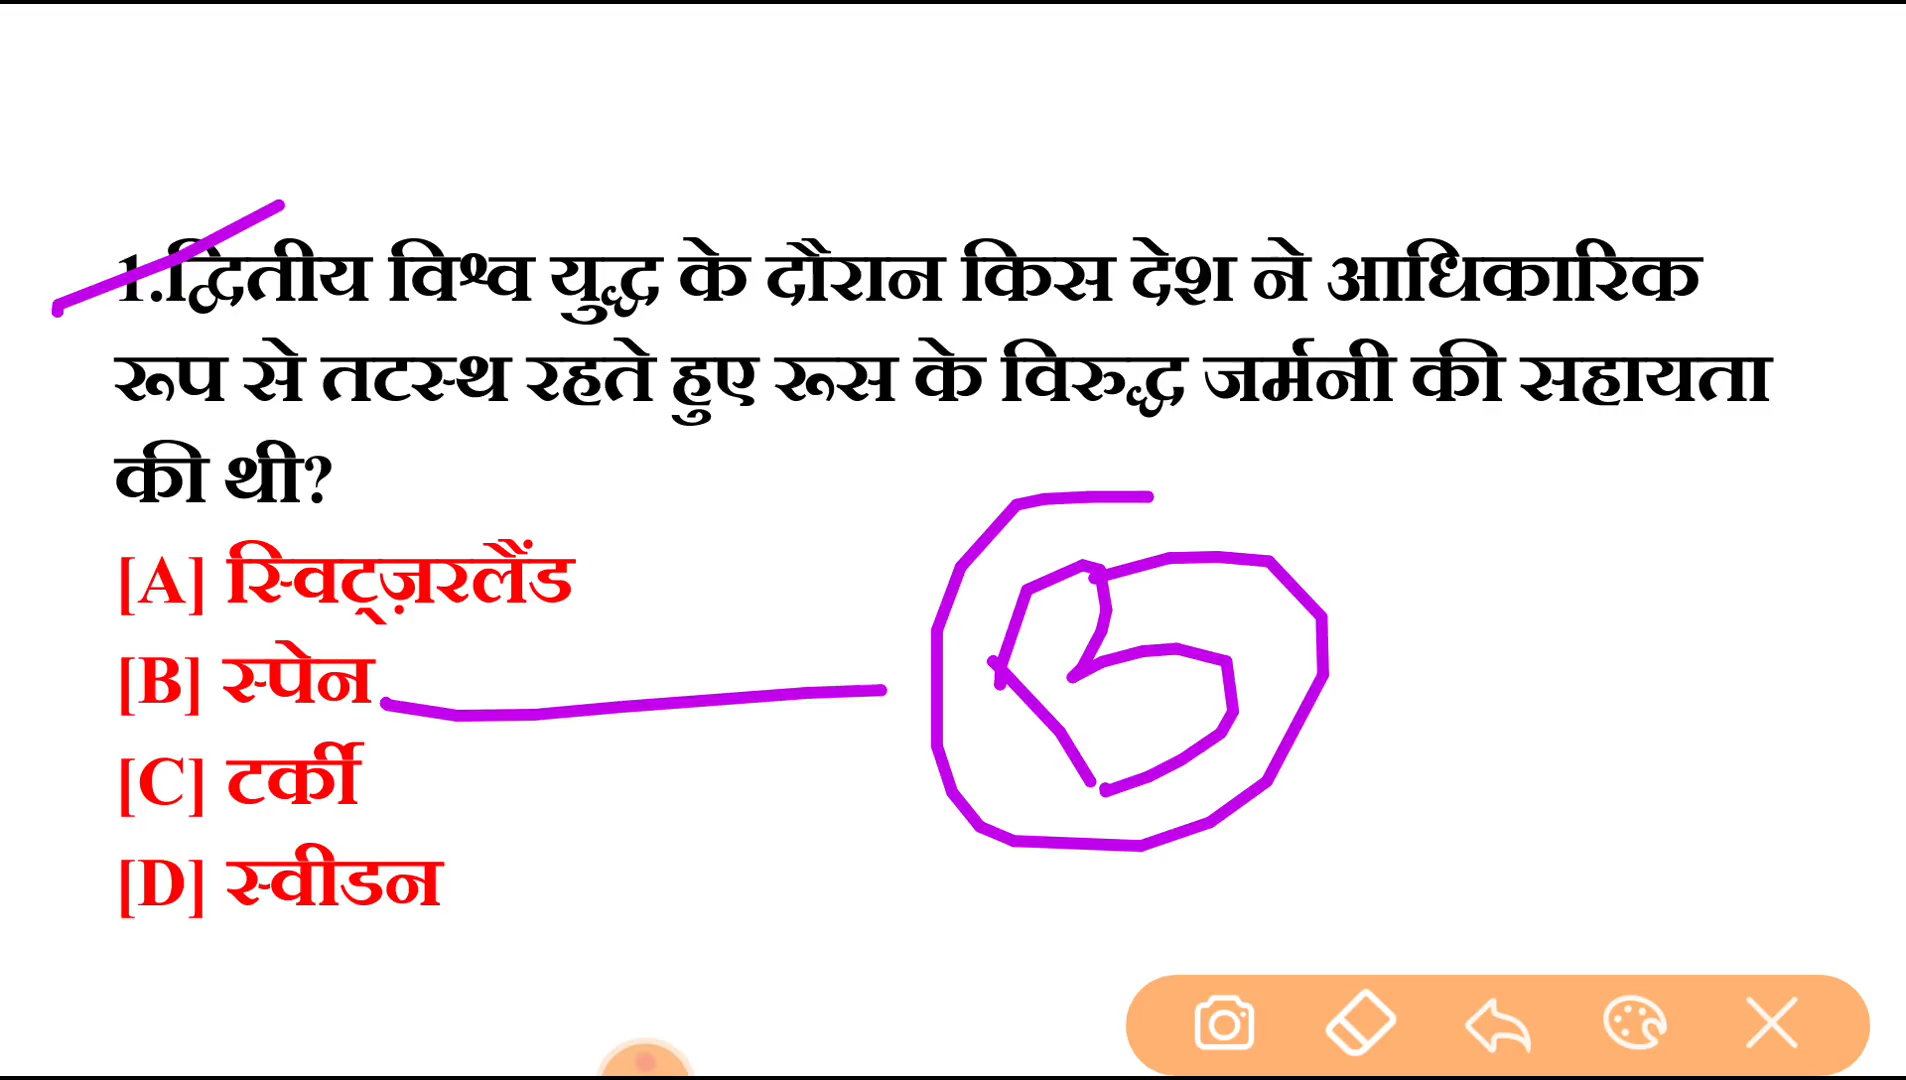 1.द्वितीय विश्व युद्ध के दौरान किस देश ने आधिकारिक
रूप से तटस्थ रहते हुए रूस के विरुद्ध जर्मनी की सहायता
की थी?
[A] स्विट्ज़रलैंड
[B] स्पेन
[C] टर्की
[D] स्वीडन